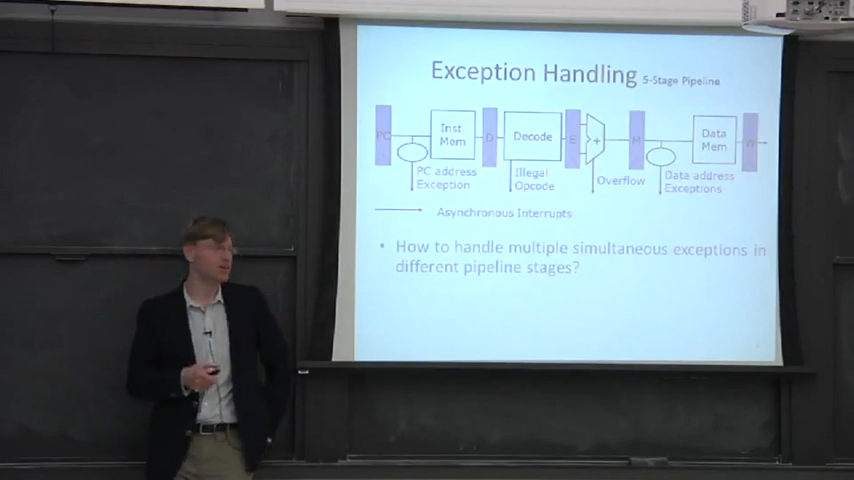 Exception Handling 5-Stage Pipeline
PC
Inst
Mem
D
Decode
E
+
M
Data
Mem
W
PC address
Exception
Illegal
Opcode
Overflow
Data address
Exceptions
Asynchronous Interrupts
• How to handle multiple simultaneous exceptions in
different pipeline stages?